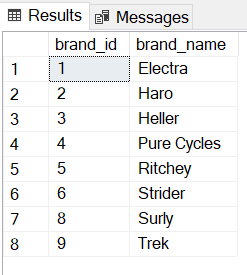 Results Messages
brand_id brand_name
1 1 Electra
2 2 Haro
3 3 Heller
4 4 Pure Cycles
5 5 Ritchey
6 6 Strider
7 8 Surly
8 9 Trek